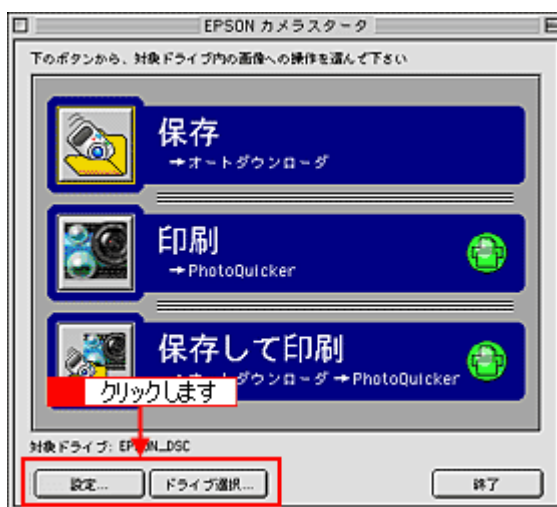 EPSON カメラスタータ
下のボタンから、対象ドライブ内の画像への操作を選んで下さい
保存
→オートダウンローダ
印刷
→PhotoQuicker
保存して印刷
ダウンローダ→PhotoQuicker
クリックします
対象ドライブ: EPSON_DSC
設定... ドライブ選択... 終了